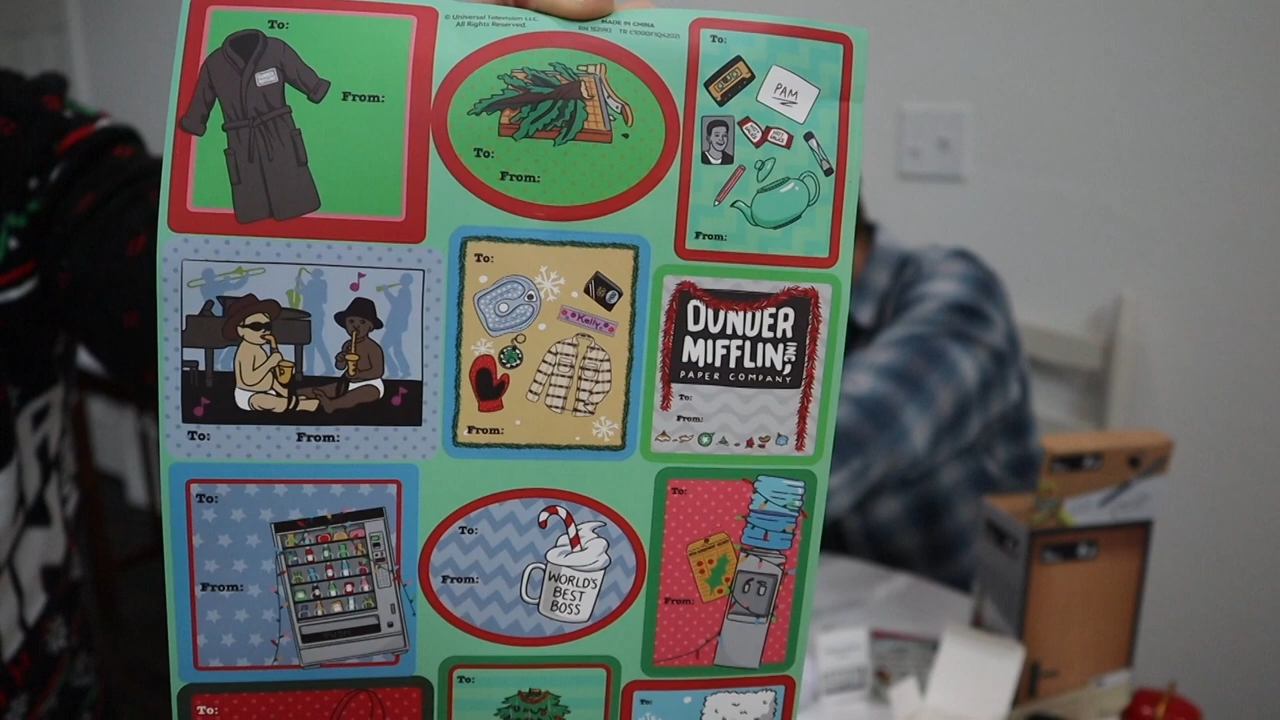 © Universal Television LLC.
All Rights Reserved.
MADE IN CHINA
To:
From:
To:
From:
To:
PAM
From:
To:
From:
To:
Kelly
From:
DUNDER
MIFFLIN, INC
PAPER COMPANY
To:
From:
To:
From:
To:
From:
WORLD'S
BEST
BOSS
To:
From:
To:
To:
To: